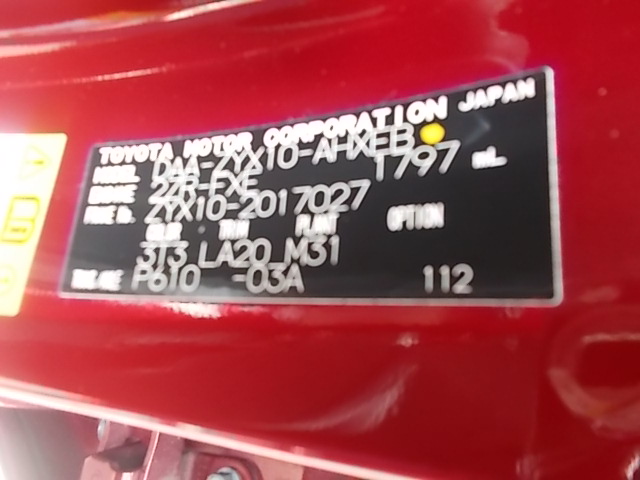 TOYOTA MOTOR CORPORATION JAPAN
MODEL DAA-ZYX10-AHXEB
ENGINE 2ZR-FXE 1797 mL
FRAME No. ZYX10-2017027
COLOR TRIM PLANT OPTION
3T3 LA20 M31
TRANS./AXLE P610 -03A 112